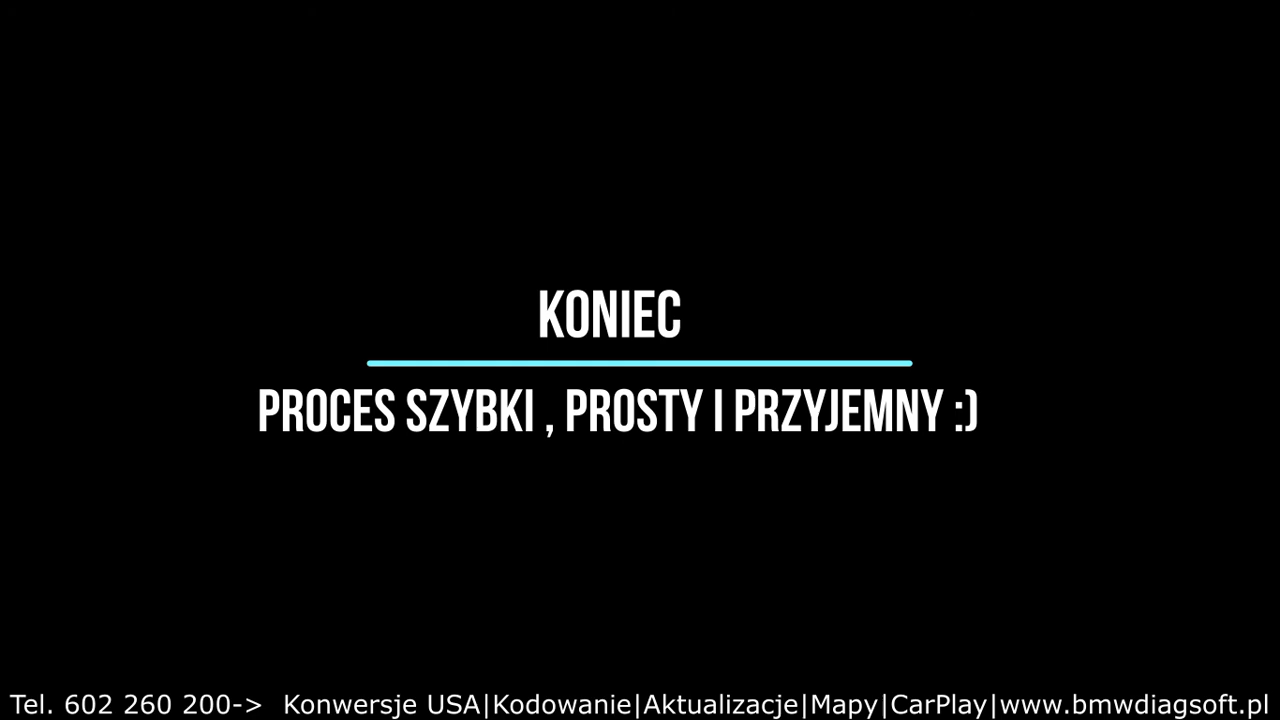 KONIEC
PROCES SZYBKI , PROSTY I PRZYJEMNY :)
Tel. 602 260 200-> Konwersje USA|Kodowanie|Aktualizacje|Mapy|CarPlay|www.bmwdiagsoft.pl